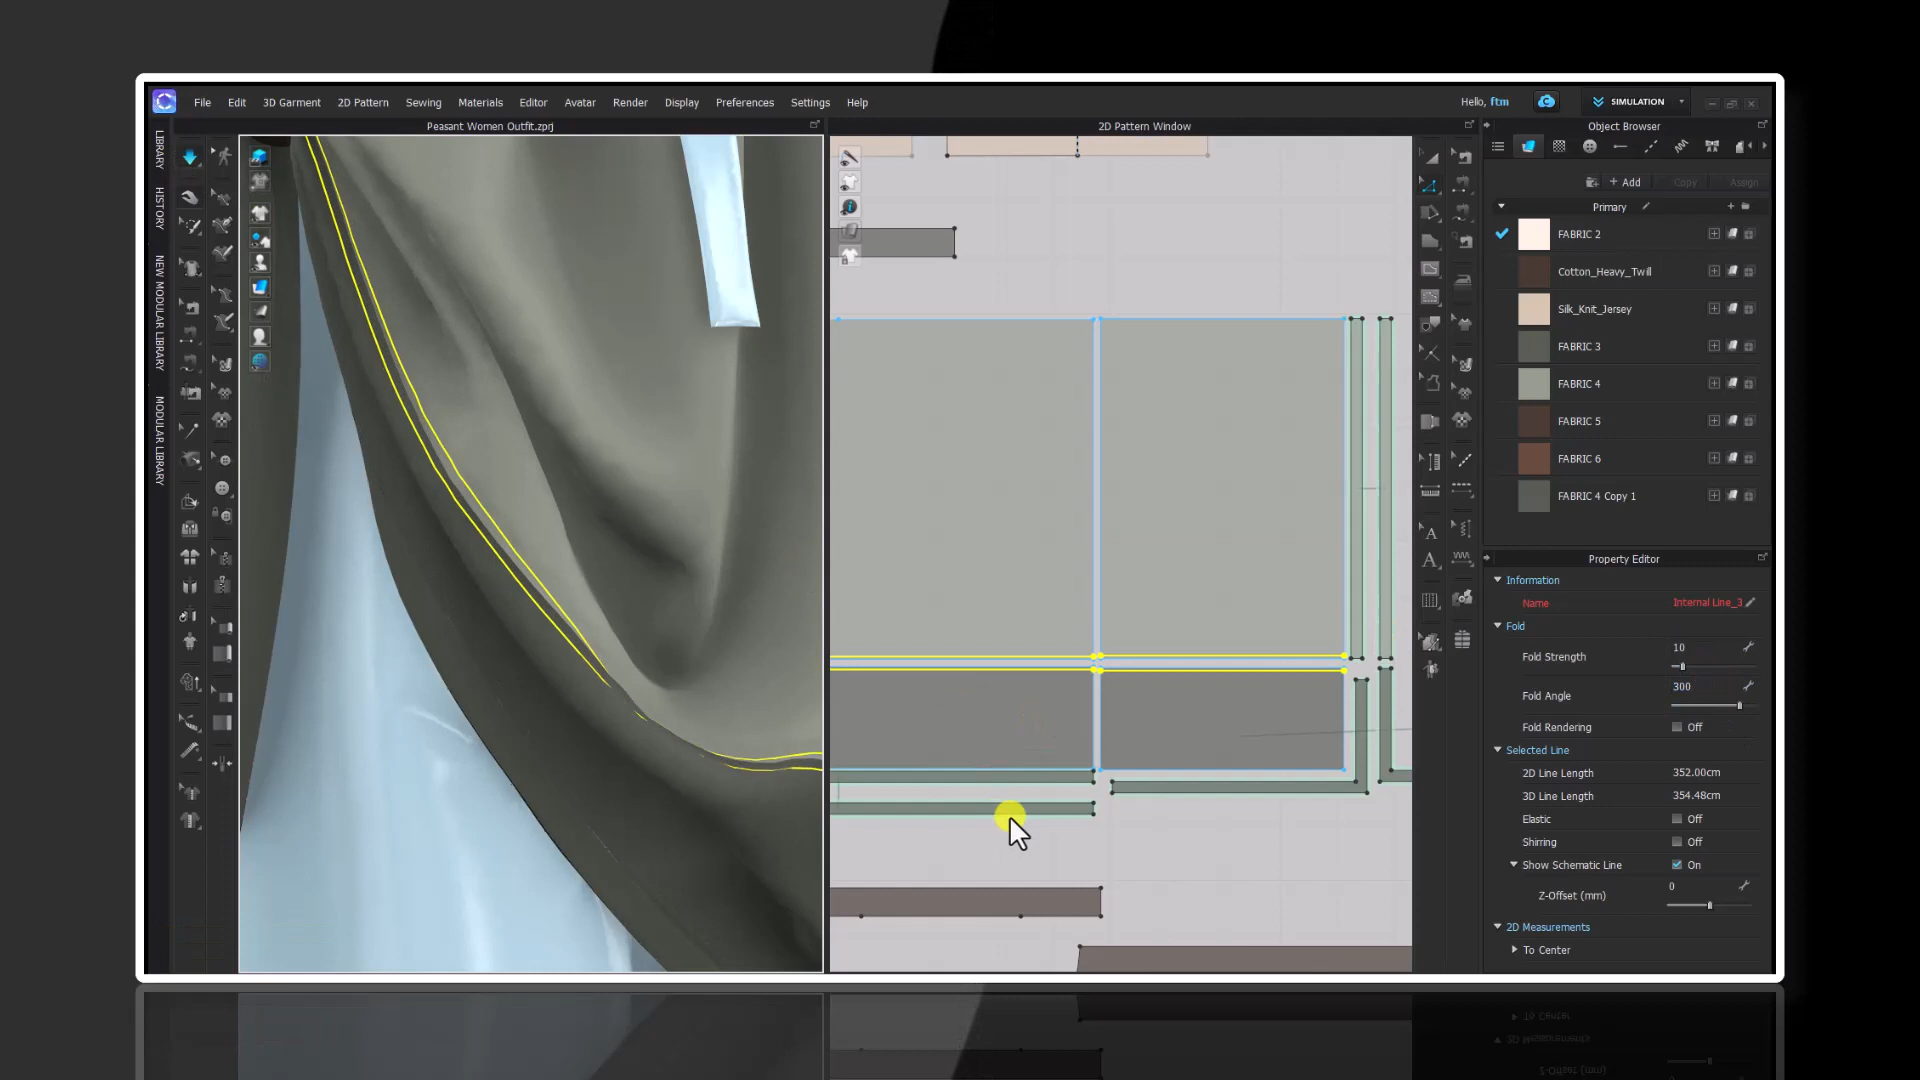 File Edit 3D Garment 2D Pattern Sewing Materials Editor Avatar Render Display Preferences Settings Help
Hello, ftm
SIMULATION
Peasant Women Outfit.zprj
2D Pattern Window
Object Browser
LIBRARY
HISTORY
NEW MODULAR LIBRARY
MODULAR LIBRARY
+ Add
Copy
Assign
Primary
FABRIC 2
Cotton_Heavy_Twill
Silk_Knit_Jersey
FABRIC 3
FABRIC 4
FABRIC 5
FABRIC 6
FABRIC 4 Copy 1
Property Editor
Information
Name Internal Line_3
Fold
Fold Strength 10
Fold Angle 300
Fold Rendering Off
Selected Line
2D Line Length 352.00cm
3D Line Length 354.48cm
Elastic Off
Shirring Off
Show Schematic Line On
Z-Offset (mm) 0
2D Measurements
To Center